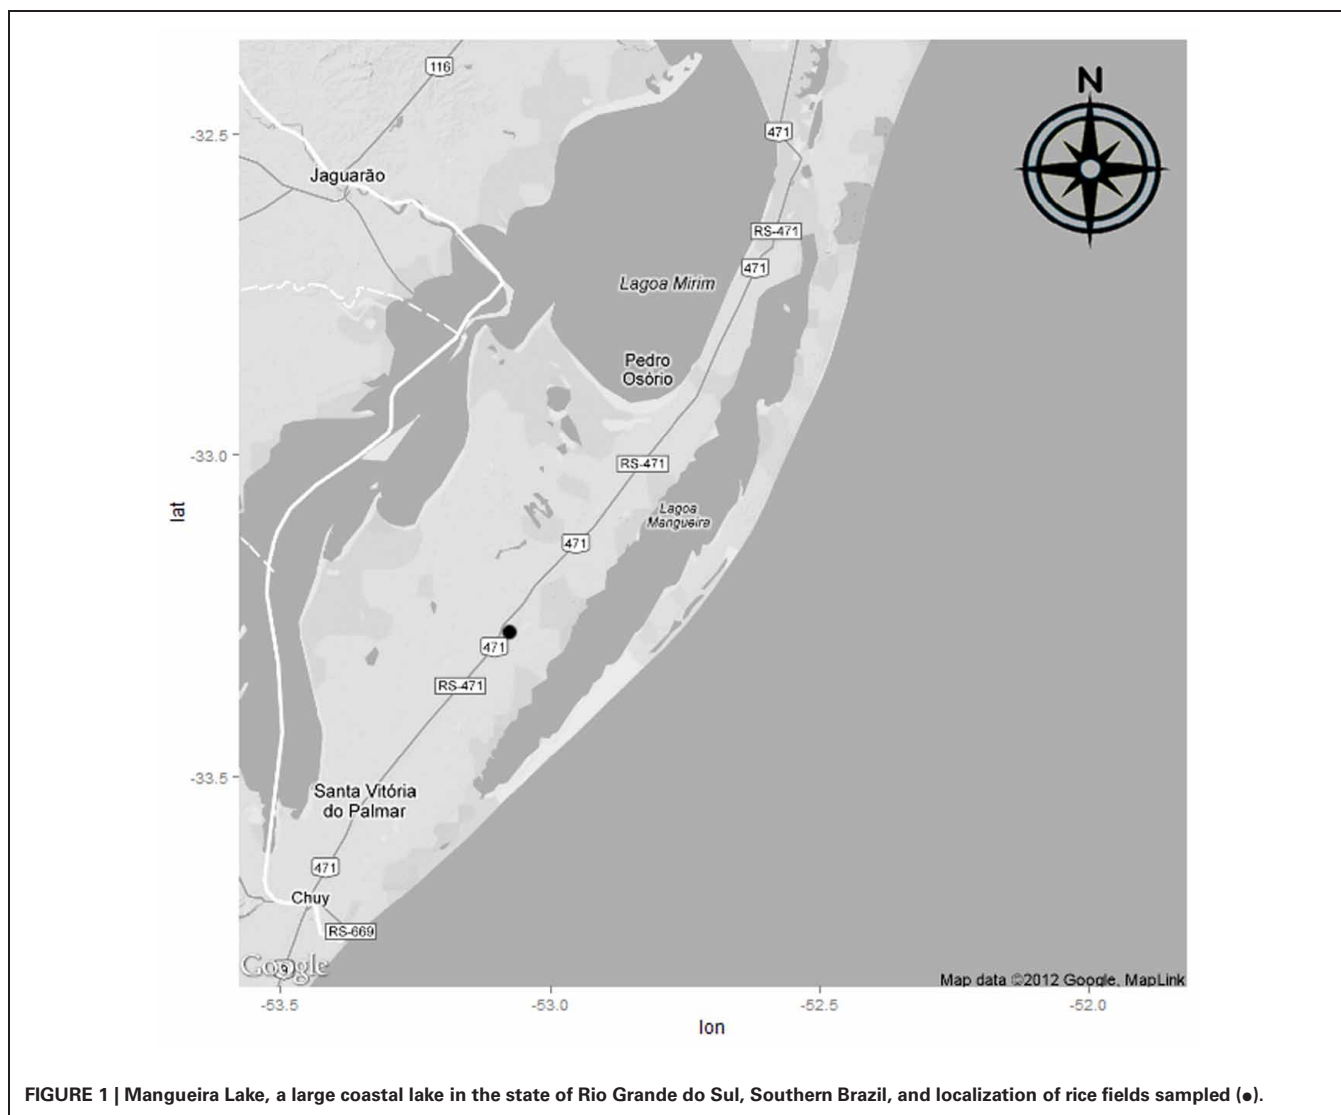 N
116
-32.5
471
Jaguarão
RS-471
471
Lagoa Mirim
Pedro
Osório
-33.0
RS-471
Lagoa
Mangueira
lat
471
471
RS-471
-33.5
Santa Vitória
do Palmar
471
Chuy
RS-669
Google
9
Map data ©2012 Google, MapLink
-53.5
-53.0
-52.5
-52.0
lon
FIGURE 1 | Mangueira Lake, a large coastal lake in the state of Rio Grande do Sul, Southern Brazil, and localization of rice fields sampled (●).